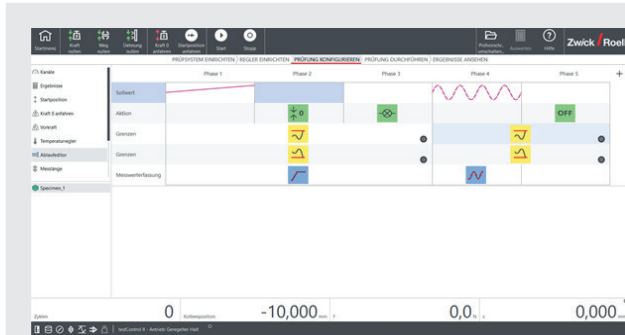 Startmenü
Kraft nullen
Weg nullen
Dehnung nullen
Kraft 0 anfahren
Startposition anfahren
Start
Stopp
Hilfe
Zwick / Roell
PRÜFSYSTEM EINRICHTEN
REGLER EINRICHTEN
PRÜFUNG KONFIGURIEREN
PRÜFUNG DURCHFÜHREN
ERGEBNISSE ANSEHEN
Kanäle
Ergebnisse
Startposition
Kraft 0 anfahren
Vorkraft
Temperaturregler
Ablaufeditor
Messlänge
Specimen_1
Phase 1
Phase 2
Phase 3
Phase 4
Phase 5
+
Sollwert
Aktion
0
OFF
Grenzen
Grenzen
Messwerterfassung
Zyklen
0
Kolbenposition
-10,000 mm
F
0,0 N
0,000 mm
testControl II - Antrieb: Geregelter Halt